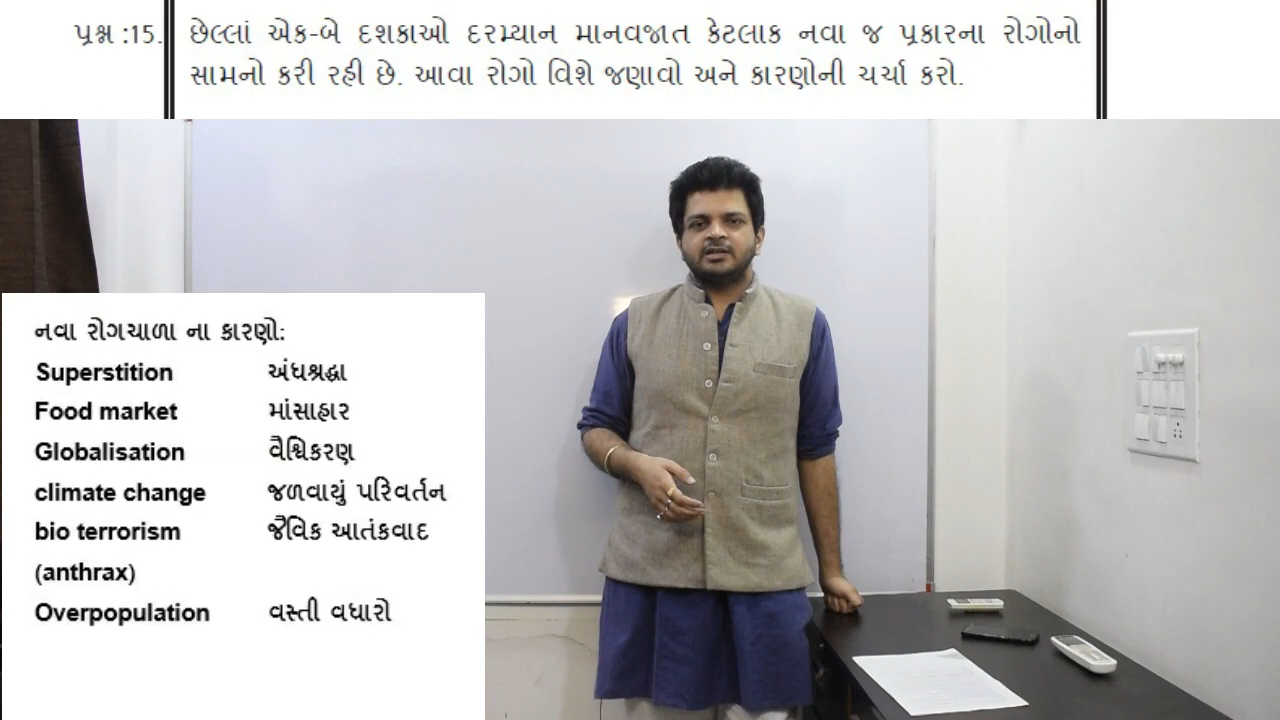 પ્રશ્ન :15. છેલ્લાં એક-બે દશકાઓ દરમ્યાન માનવજાત કેટલાક નવા જ પ્રકારના રોગોનો
સામનો કરી રહી છે. આવા રોગો વિશે જણાવો અને કારણોની ચર્ચા કરો.
નવા રોગચાળા ના કારણો:
Superstition અંધશ્રદ્ધા
Food market માંસાહાર
Globalisation વૈશ્વિકરણ
climate change જળવાયું પરિવર્તન
bio terrorism જૈવિક આતંકવાદ
(anthrax)
Overpopulation વસ્તી વધારો